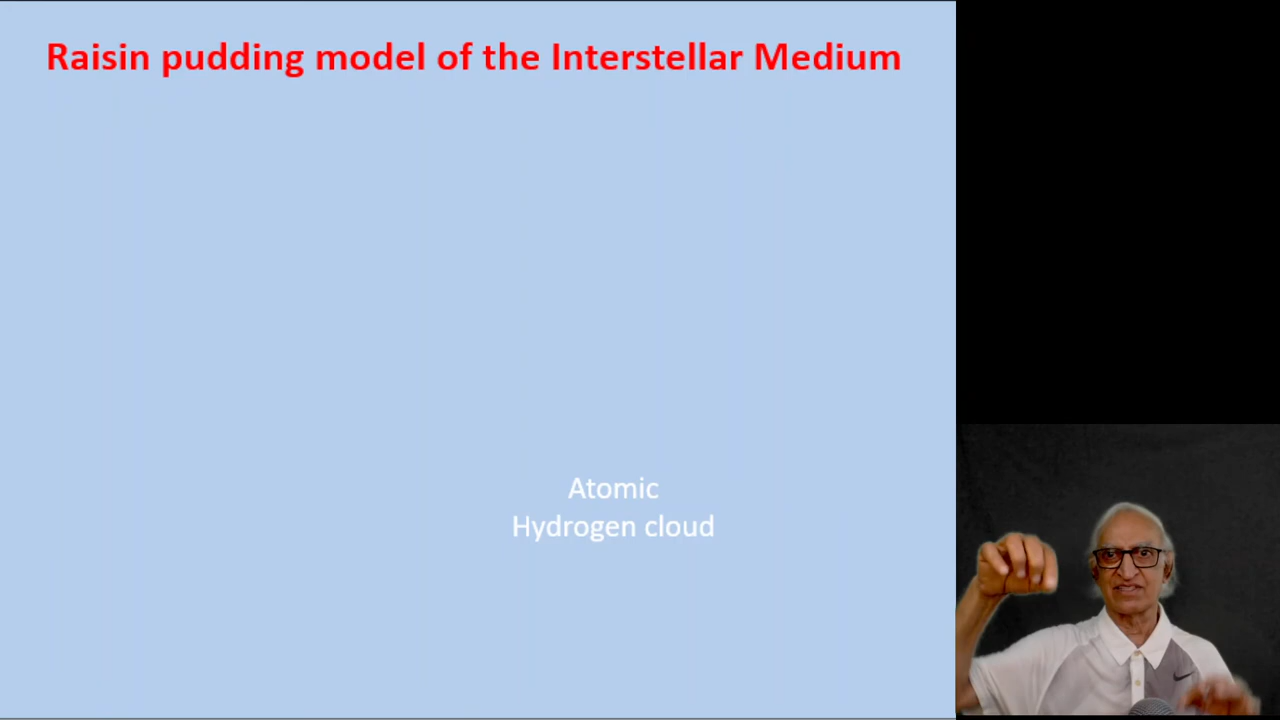 Raisin pudding model of the Interstellar Medium
Atomic
Hydrogen cloud